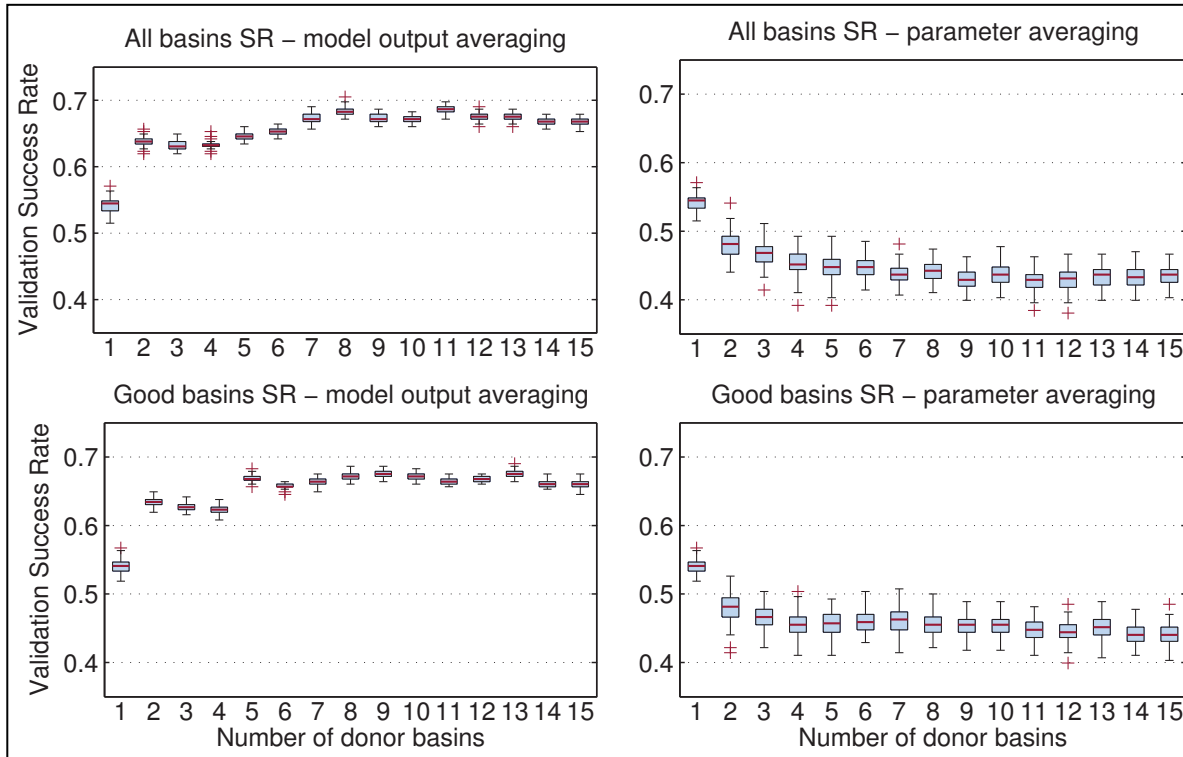 All basins SR – model output averaging
Validation Success Rate
0.7
0.6
0.5
0.4
1 2 3 4 5 6 7 8 9 10 11 12 13 15
All basins SR – parameter averaging
0.7
0.6
0.5
0.4
1 2 3 4 5 6 7 8 9 10 11 12 13 14 15
Good basins SR – model output averaging
Validation Success Rate
0.7
0.6
0.5
0.4
1 2 3 4 5 6 7 8 9 10 11 12 13 14 15
Number of donor basins
Good basins SR – parameter averaging
0.7
0.6
0.5
0.4
1 2 3 4 5 6 7 8 9 10 11 12 13 14 15
Number of donor basins